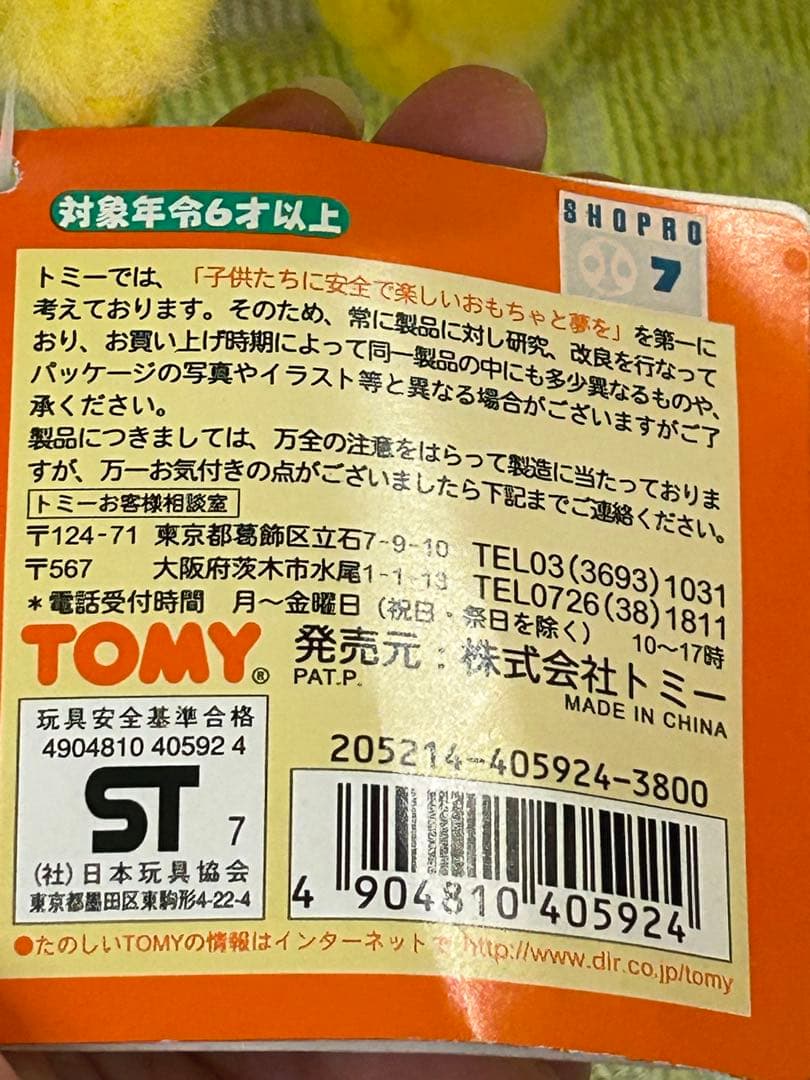 対象年令6才以上
SHOPRO
7
トミーでは、「子供たちに安全で楽しいおもちゃと夢を」を第一に
考えております。そのため、常に製品に対し研究、改良を行なって
おり、お買い上げ時期によって同一製品の中にも多少異なるものや、
パッケージの写真やイラスト等と異なる場合がございますがご了
承ください。
製品につきましては、万全の注意をはらって製造に当たっておりま
すが、万一お気付きの点がございましたら下記までご連絡ください。
トミーお客様相談室
〒124-71 東京都葛飾区立石7-9-10 TEL03(3693)1031
〒567 大阪府茨木市水尾1-1-13 TEL0726(38)1811
*電話受付時間 月～金曜日(祝日・祭日を除く) 10～17時
TOMY® 発売元:株式会社トミー
PAT.P. MADE IN CHINA
玩具安全基準合格
4904810 40592 4
ST 7
(社)日本玩具協会
東京都墨田区東駒形4-22-4
205214-405924-3800
4 904810 405924
●たのしいTOMYの情報はインターネットで http://www.dlr.co.jp/tomy